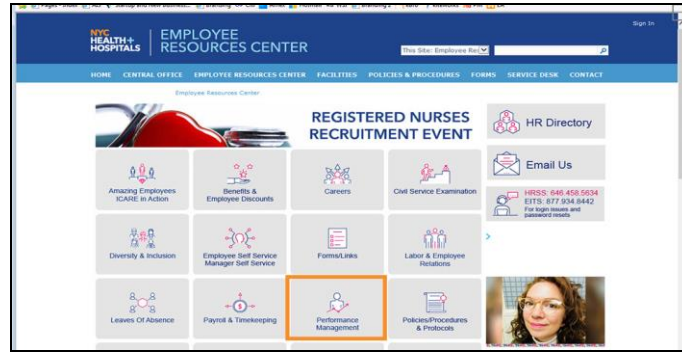 NYC
HEALTH+
HOSPITALS
EMPLOYEE
RESOURCES CENTER
Sign In
This Site: Employee Re
HOME CENTRAL OFFICE EMPLOYEE RESOURCES CENTER FACILITIES POLICIES & PROCEDURES FORMS SERVICE DESK CONTACT
Employee Resources Center
REGISTERED NURSES
RECRUITMENT EVENT
HR Directory
Email Us
HRSS: 646.458.5634
EITS: 877.934.8442
For login issues and
password resets
Amazing Employees
ICARE in Action
Benefits &
Employee Discounts
Careers
Civil Service Examination
Diversity & Inclusion
Employee Self Service
Manager Self Service
Forms/Links
Labor & Employee
Relations
Leaves Of Absence
Payroll & Timekeeping
Performance
Management
Policies/Procedures
& Protocols